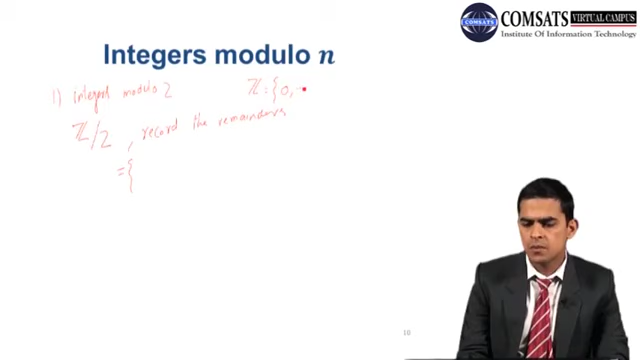 COMSATS VIRTUAL CAMPUS
Institute Of Information Technology
Integers modulo n
1) integers modulo 2
ℤ = { 0, -
ℤ/2 , record the remainders
= {
10